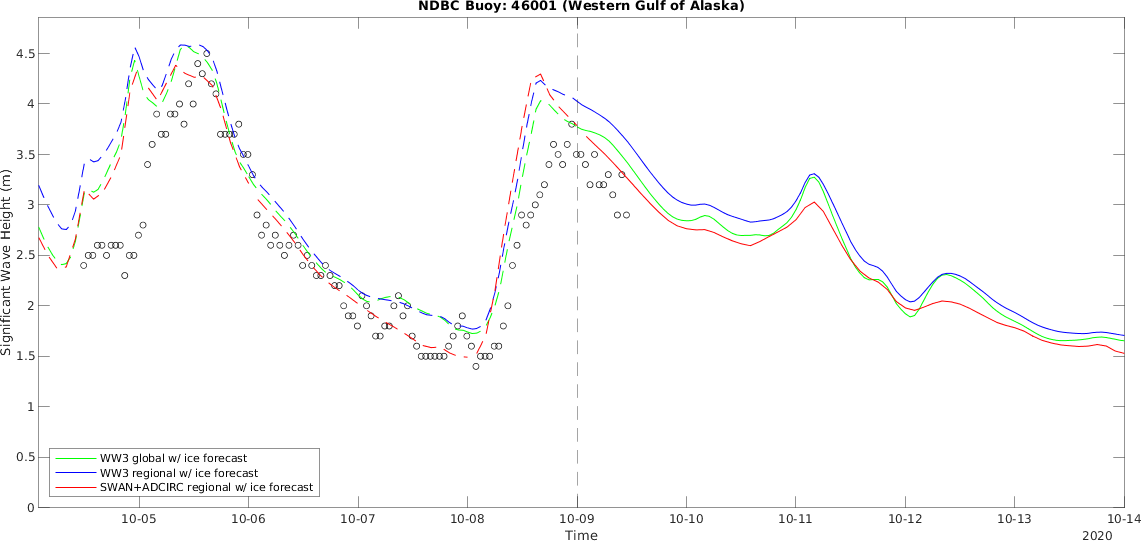 NDBC Buoy: 46001 (Western Gulf of Alaska)
Significant Wave Height (m)
4.5
4
3.5
3
2.5
2
1.5
1
0.5
0
WW3 global w/ ice forecast
WW3 regional w/ ice forecast
SWAN+ADCIRC regional w/ ice forecast
10-05 10-06 10-07 10-08 10-09 10-10 10-11 10-12 10-13 10-14
Time
2020